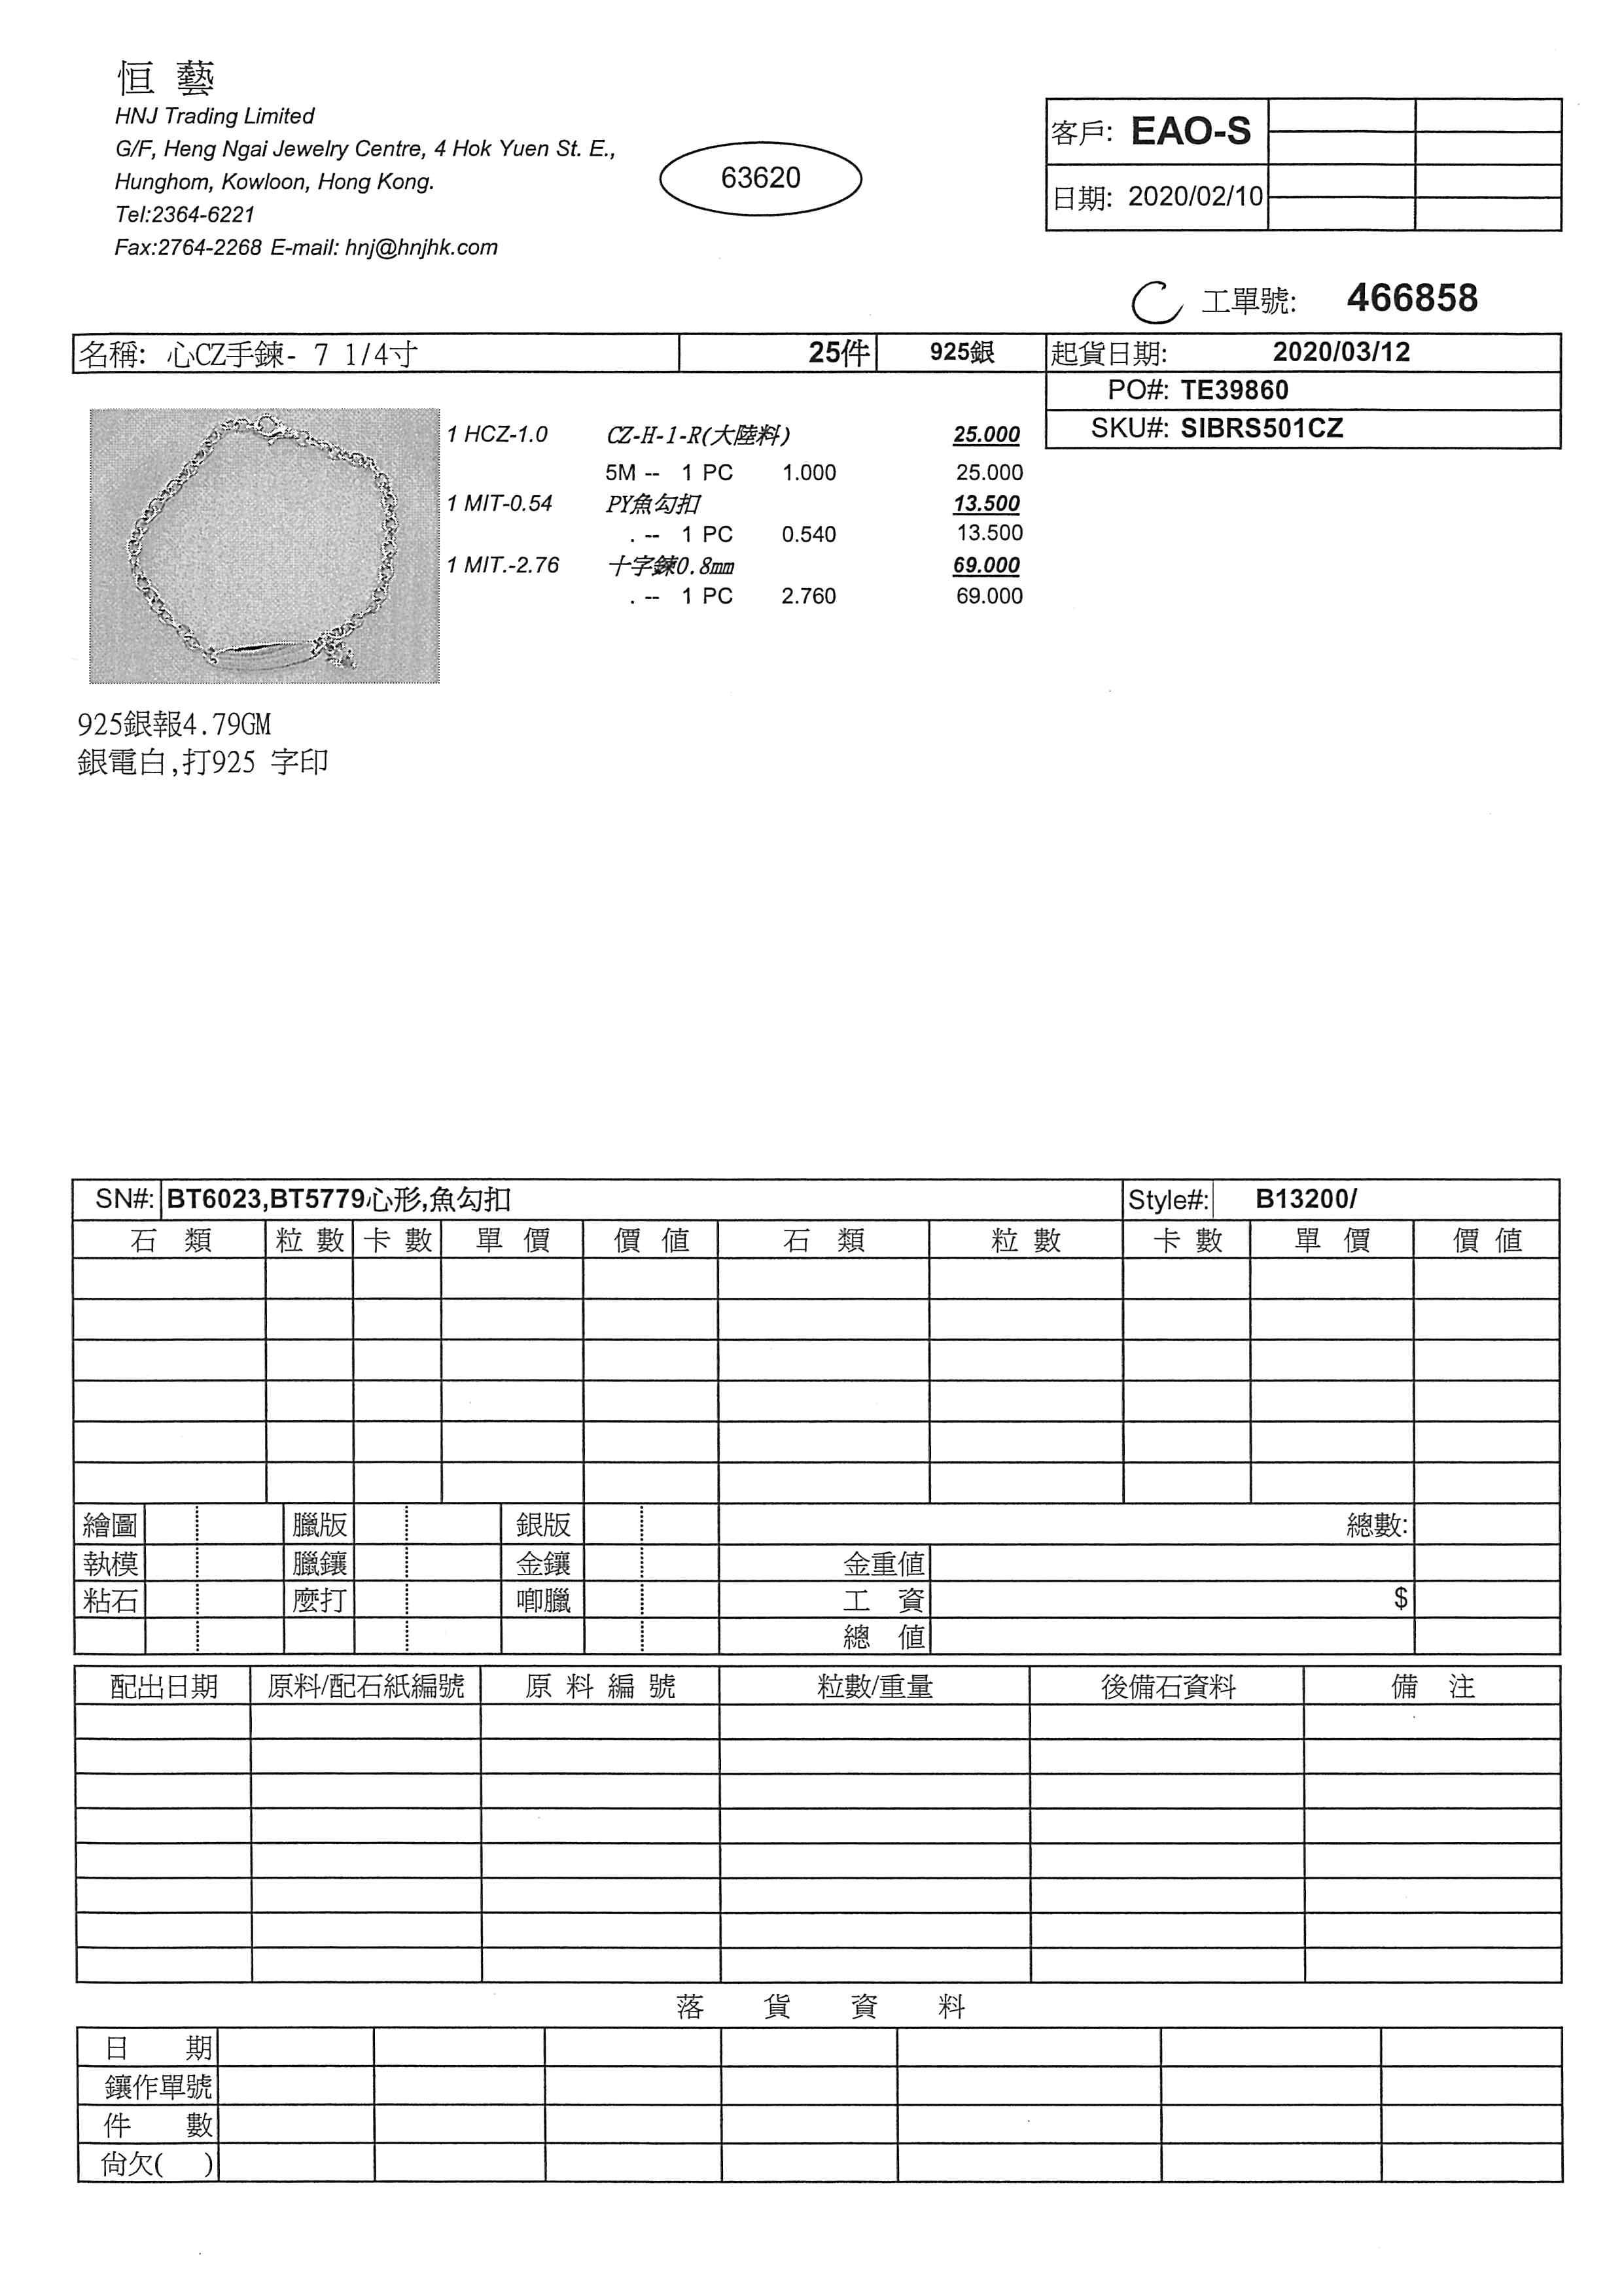 恒 藝
HNJ Trading Limited
G/F, Heng Ngai Jewelry Centre, 4 Hok Yuen St. E.,
Hunghom, Kowloon, Hong Kong.
Tel:2364-6221
Fax:2764-2268 E-mail: hnj@hnjhk.com
63620
客戶: EAO-S
日期: 2020/02/10
C 工單號: 466858
名稱: 心CZ手鍊- 7 1/4寸 25件 925銀 起貨日期: 2020/03/12
PO#: TE39860
SKU#: SIBRS501CZ
1 HCZ-1.0 CZ-H-1-R(大陸料) 25.000
5M -- 1 PC 1.000 25.000
1 MIT-0.54 PY魚勾扣 13.500
. -- 1 PC 0.540 13.500
1 MIT.-2.76 十字鍊0.8mm 69.000
. -- 1 PC 2.760 69.000
925銀報4.79GM
銀電白,打925 字印
SN#: BT6023,BT5779心形,魚勾扣 Style#: B13200/
石 類 粒 數 卡 數 單 價 價 值 石 類 粒 數 卡 數 單 價 價 值
繪圖 臘版 銀版 總數:
執模 臘鑲 金鑲 金重值
粘石 麼打 唧臘 工 資 $
總 值
配出日期 原料/配石紙編號 原 料 編 號 粒數/重量 後備石資料 備 注
落 貨 資 料
日 期
鑲作單號
件 數
尙欠( )